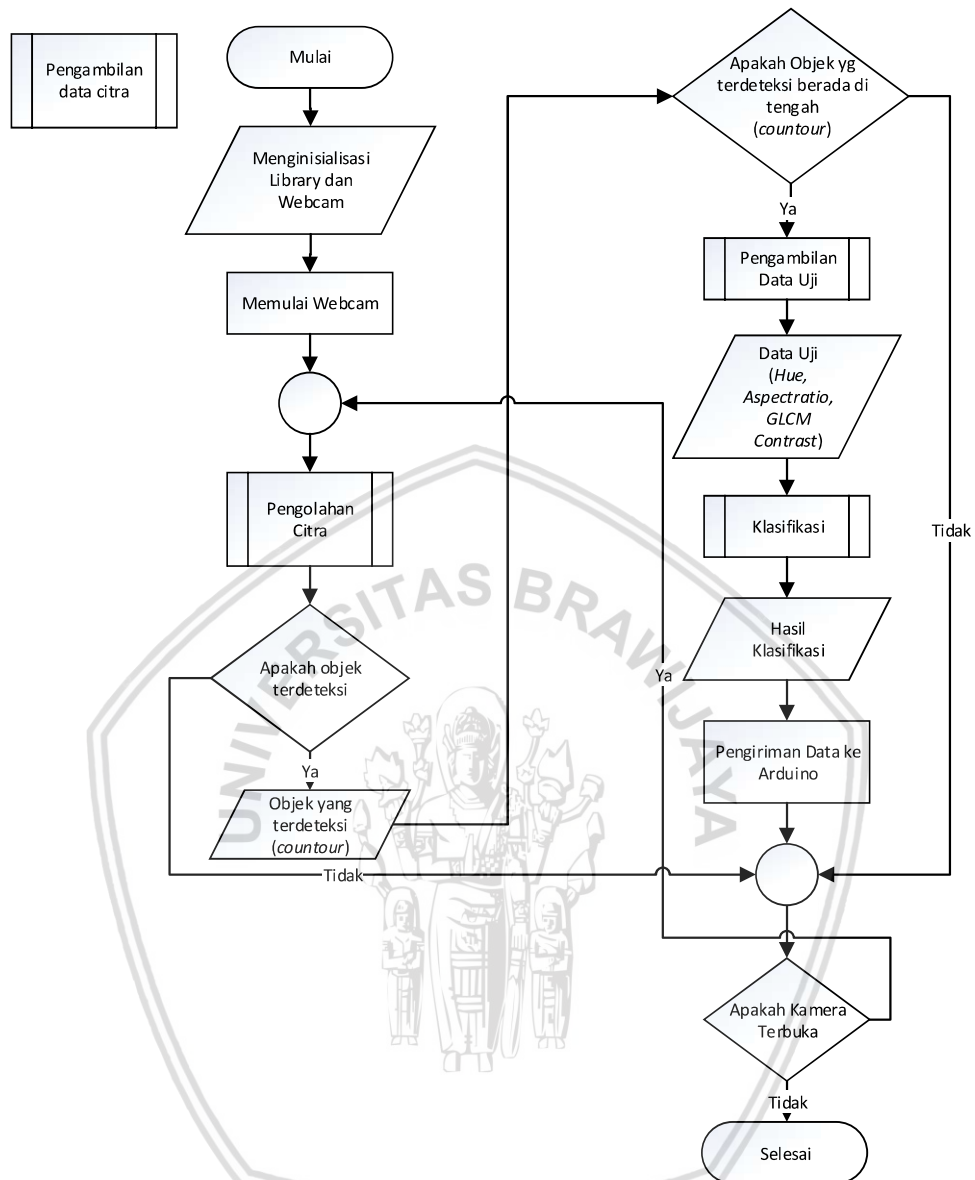 Pengambilan
data citra
Mulai
Menginisialisasi
Library dan
Webcam
Memulai Webcam
Pengolahan
Citra
Apakah objek
terdeteksi
Ya
Objek yang
terdeteksi
(countour)
Tidak
Apakah Objek yg
terdeteksi berada di
tengah
(countour)
Ya
Pengambilan
Data Uji
Data Uji
(Hue,
Aspectratio,
GLCM
Contrast)
Klasifikasi
Tidak
Hasil
Klasifikasi
Ya
Pengiriman Data ke
Arduino
Apakah Kamera
Terbuka
Tidak
Selesai
UNIVERSITAS BRAWIJAYA